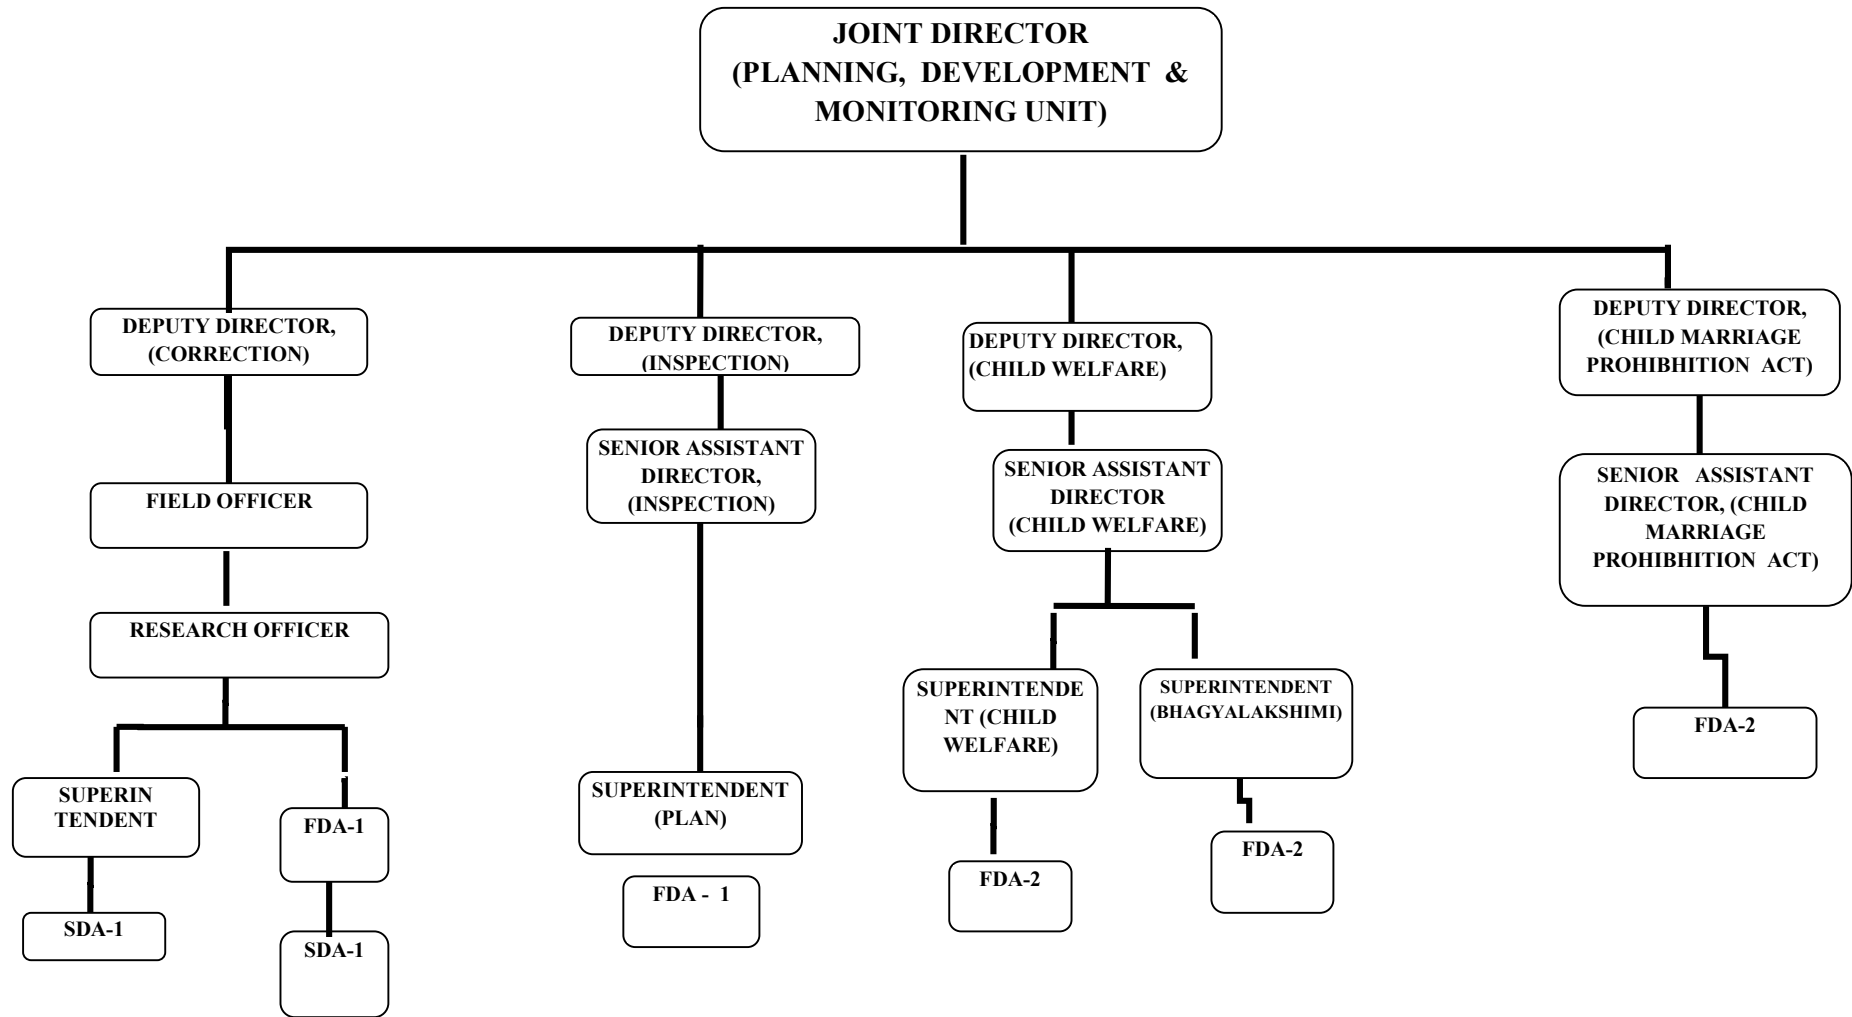 JOINT DIRECTOR
(PLANNING, DEVELOPMENT &
MONITORING UNIT)
DEPUTY DIRECTOR,
(CORRECTION)
DEPUTY DIRECTOR,
(INSPECTION)
DEPUTY DIRECTOR,
(CHILD WELFARE)
DEPUTY DIRECTOR,
(CHILD MARRIAGE
PROHIBHITION ACT)
FIELD OFFICER
SENIOR ASSISTANT
DIRECTOR,
(INSPECTION)
SENIOR ASSISTANT
DIRECTOR
(CHILD WELFARE)
SENIOR ASSISTANT
DIRECTOR, (CHILD
MARRIAGE
PROHIBHITION ACT)
RESEARCH OFFICER
SUPERINTENDE
NT (CHILD
WELFARE)
SUPERINTENDENT
(BHAGYALAKSHIMI)
FDA-2
SUPERIN
TENDENT
FDA-1
SUPERINTENDENT
(PLAN)
FDA-2
FDA-2
SDA-1
SDA-1
FDA - 1